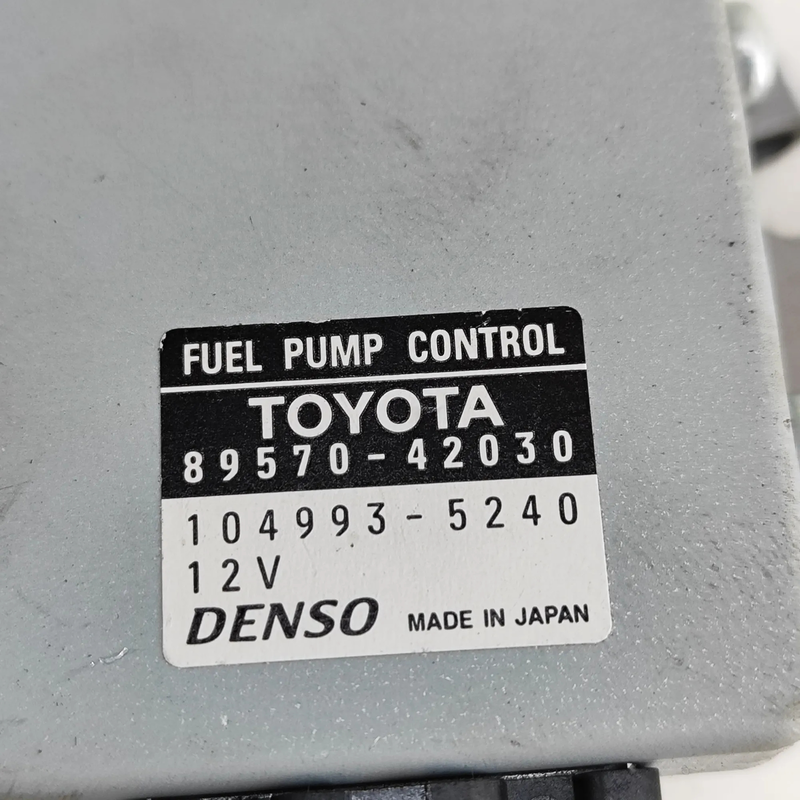 FUEL PUMP CONTROL
TOYOTA
89570-42030
104993-5240
12V
DENSO MADE IN JAPAN